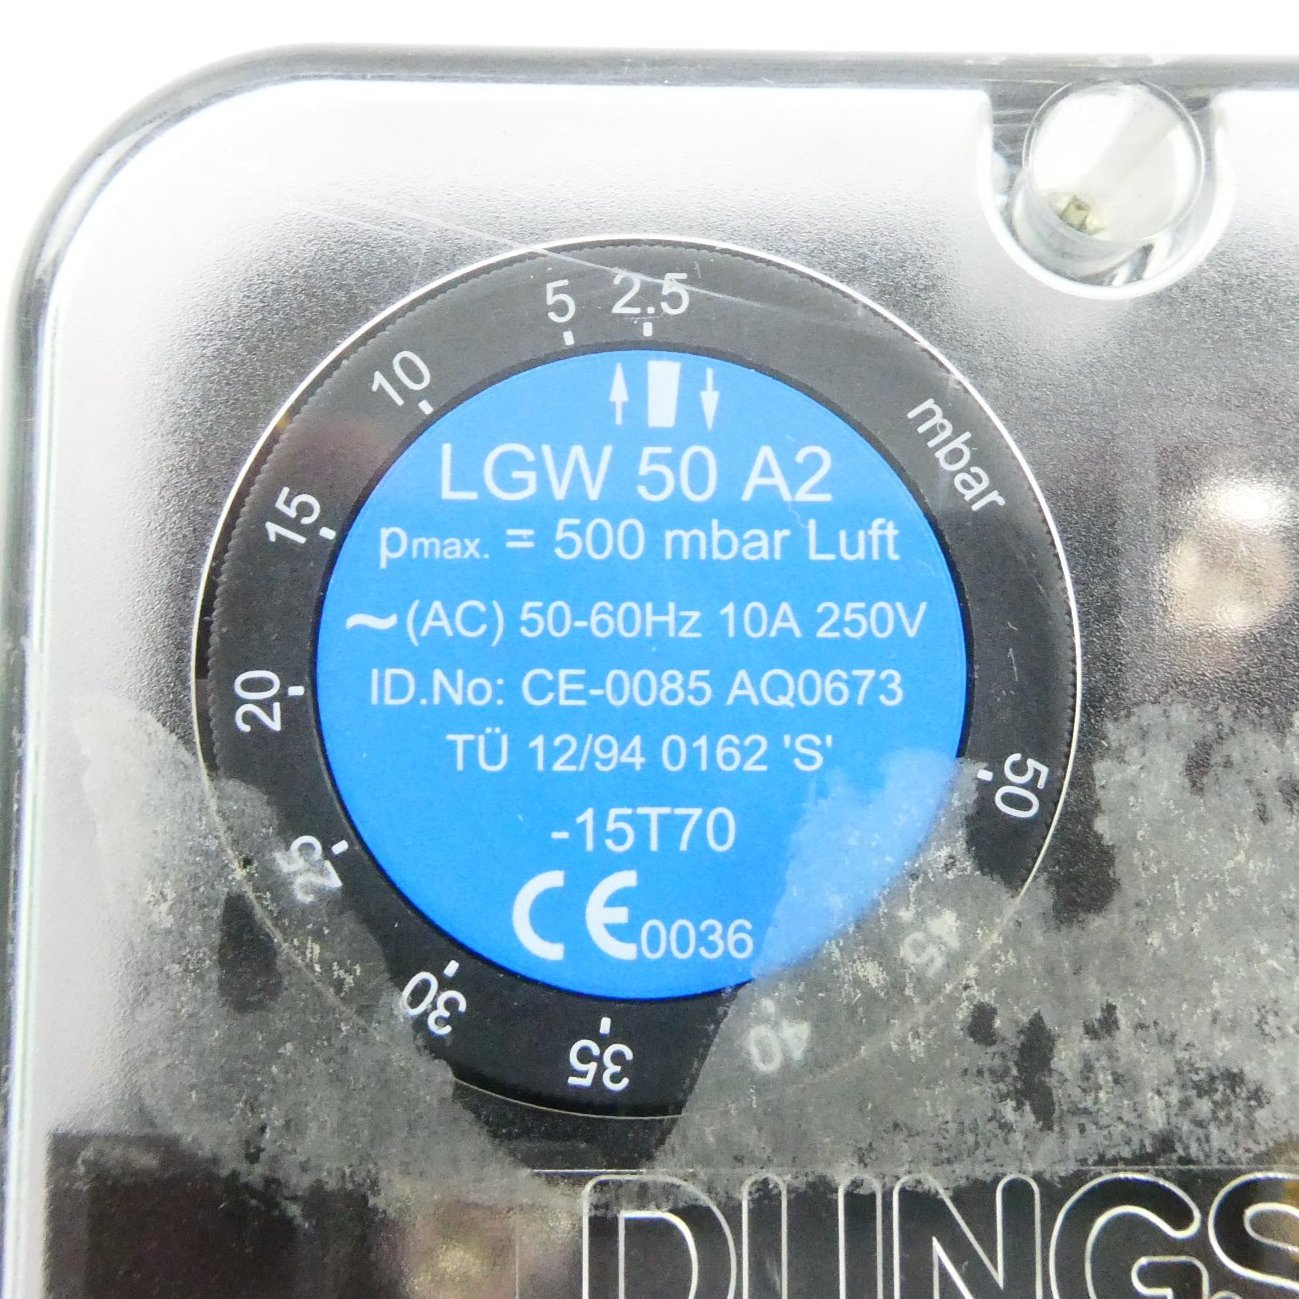 5 2.5
10
mbar
15
20
25
30
35
40
45
50
LGW 50 A2
pmax. = 500 mbar Luft
~(AC) 50-60Hz 10A 250V
ID.No: CE-0085 AQ0673
TÜ 12/94 0162 'S'
-15T70
CE0036
DUNGS